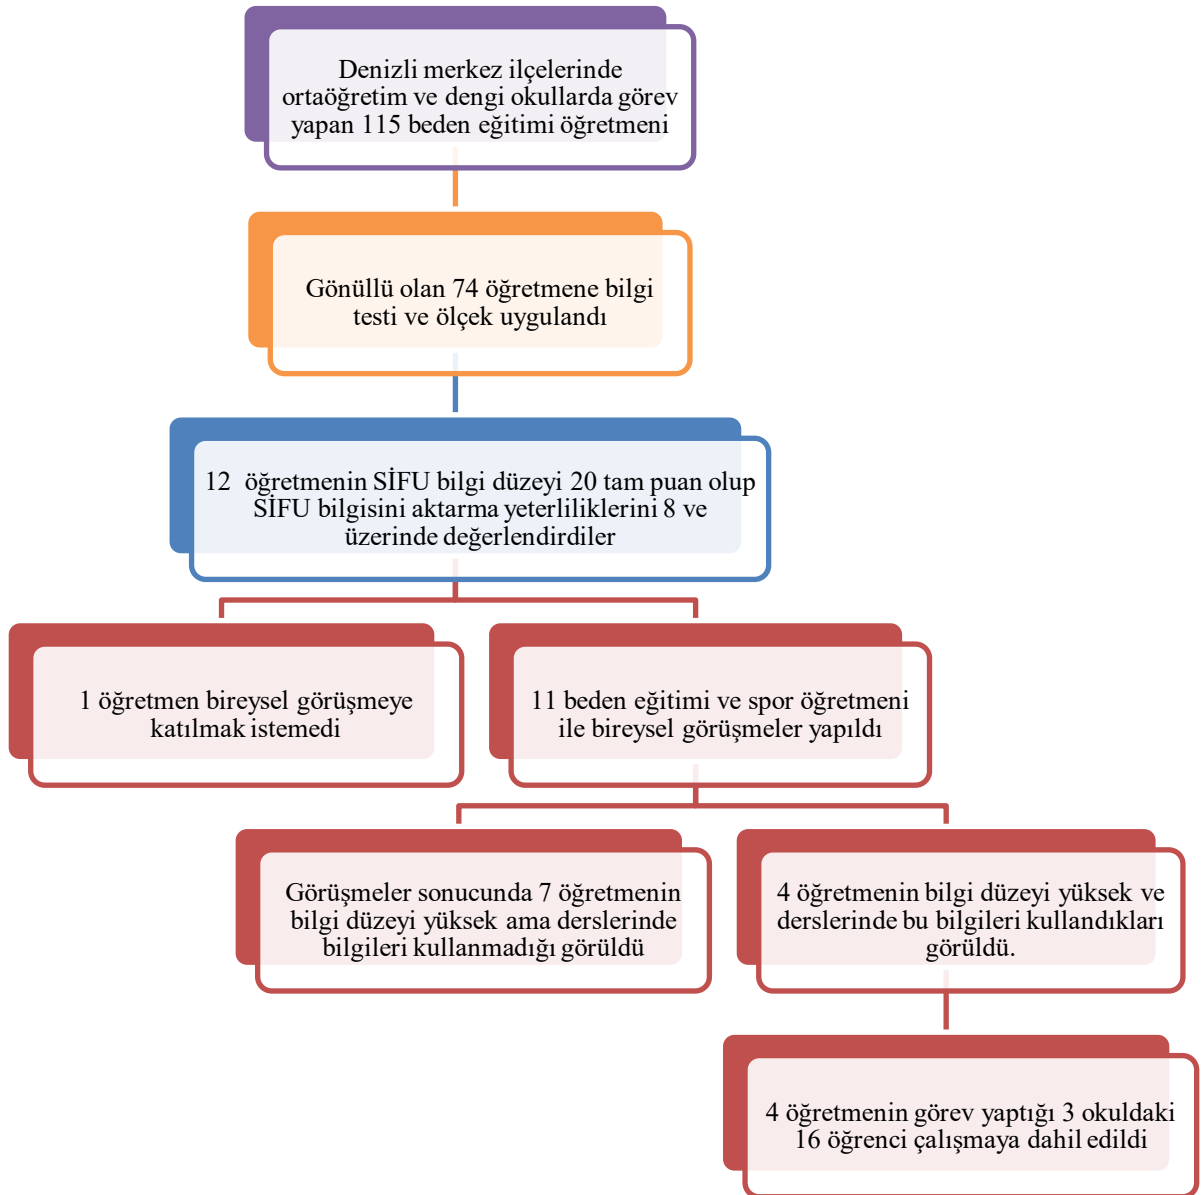 Denizli merkez ilçelerinde
ortaöğretim ve dengi okullarda görev
yapan 115 beden eğitimi öğretmeni
Gönüllü olan 74 öğretmene bilgi
testi ve ölçek uygulandı
12 öğretmenin SİFU bilgi düzeyi 20 tam puan olup
SİFU bilgisini aktarma yeterliliklerini 8 ve
üzerinde değerlendirdiler
1 öğretmen bireysel görüşmeye
katılmak istemedi
11 beden eğitimi ve spor öğretmeni
ile bireysel görüşmeler yapıldı
Görüşmeler sonucunda 7 öğretmenin
bilgi düzeyi yüksek ama derslerinde
bilgileri kullanmadığı görüldü
4 öğretmenin bilgi düzeyi yüksek ve
derslerinde bu bilgileri kullandıkları
görüldü.
4 öğretmenin görev yaptığı 3 okuldaki
16 öğrenci çalışmaya dahil edildi